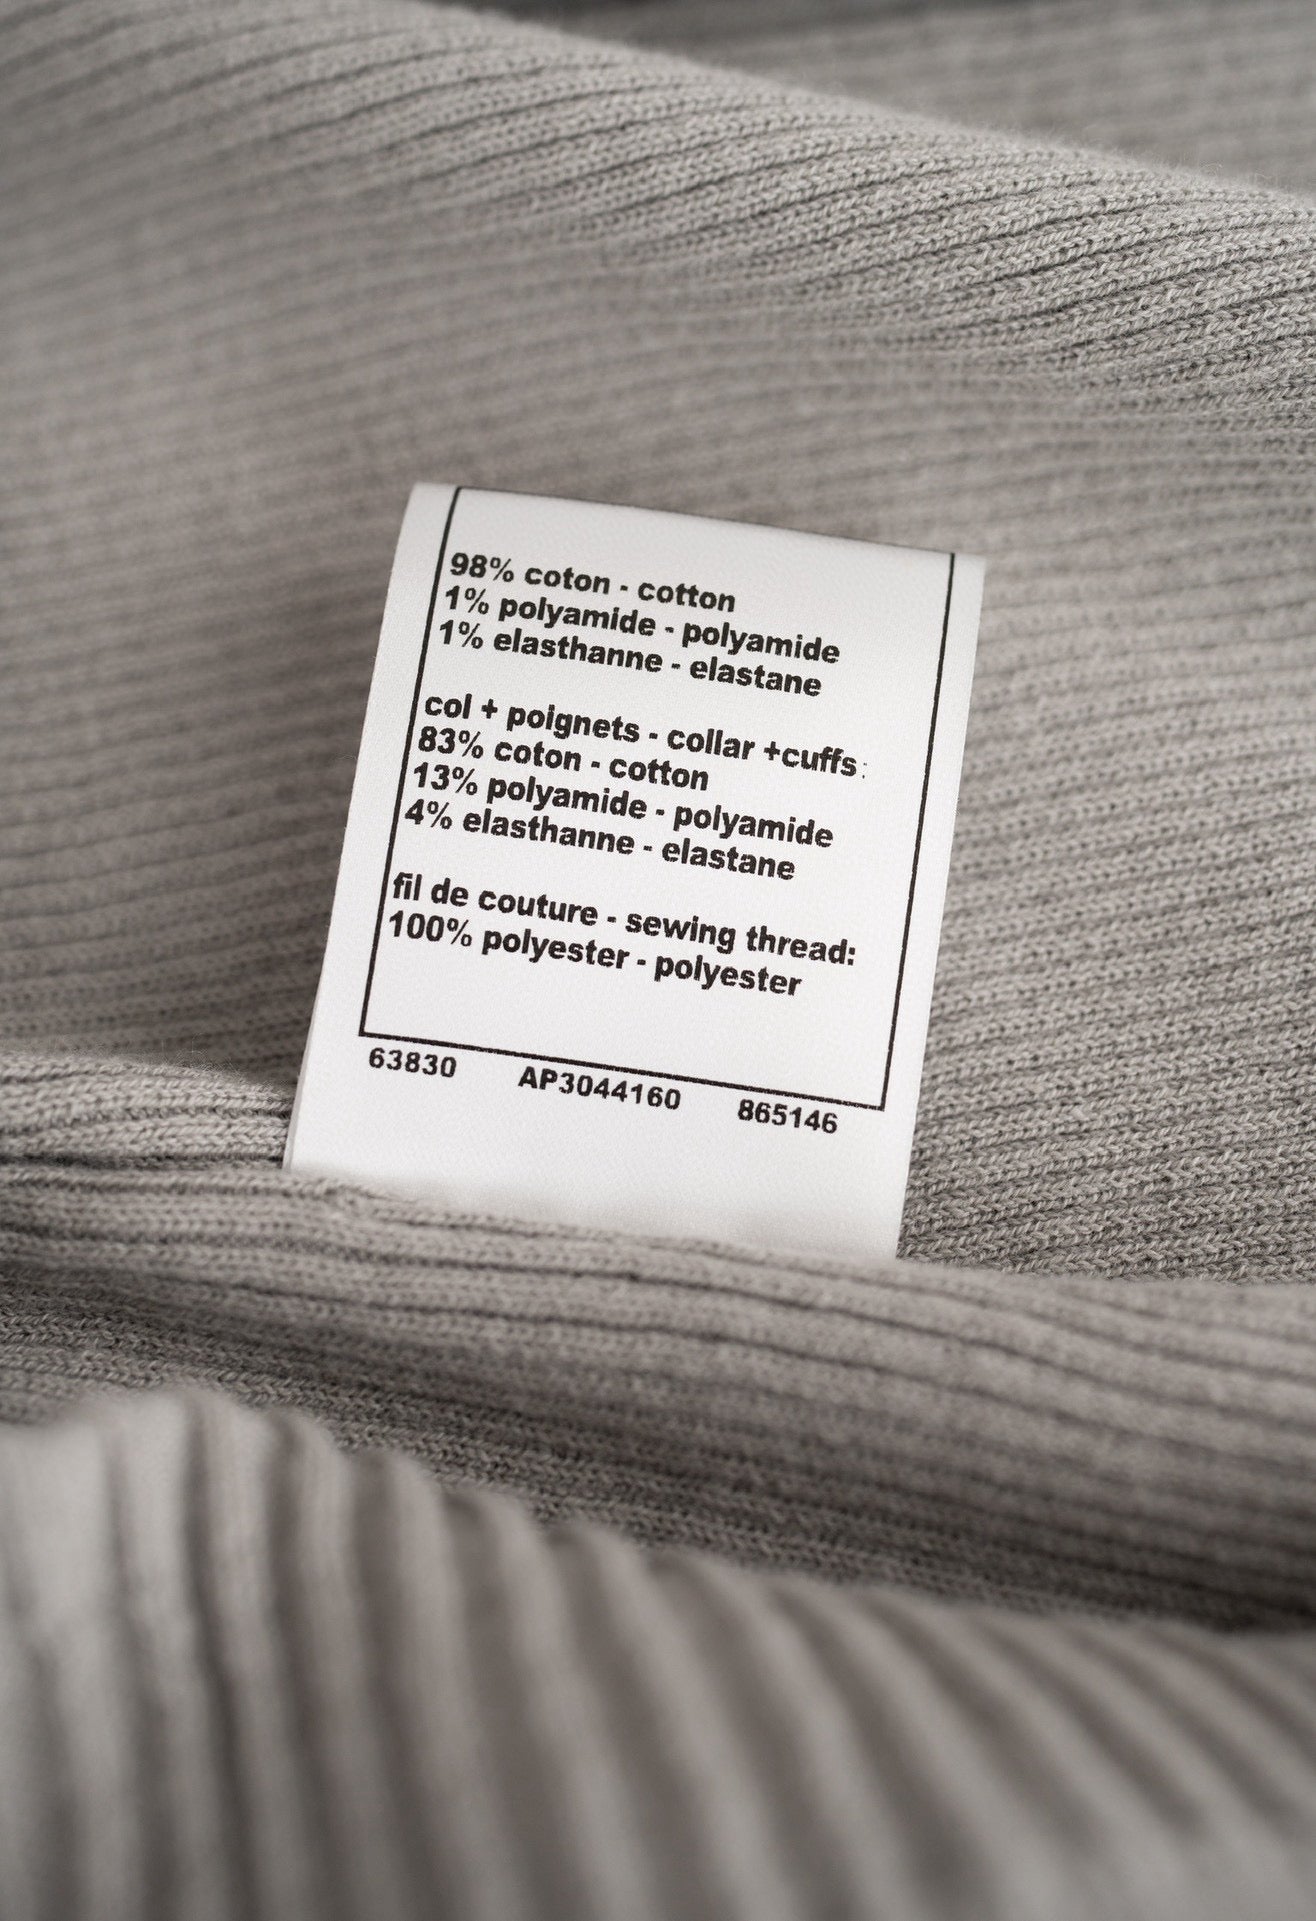 98% coton - cotton
1% polyamide - polyamide
1% elasthanne - elastane
col + poignets - collar +cuffs:
83% coton - cotton
13% polyamide - polyamide
4% elasthanne - elastane
fil de couture - sewing thread:
100% polyester - polyester
63830 AP3044160 865146